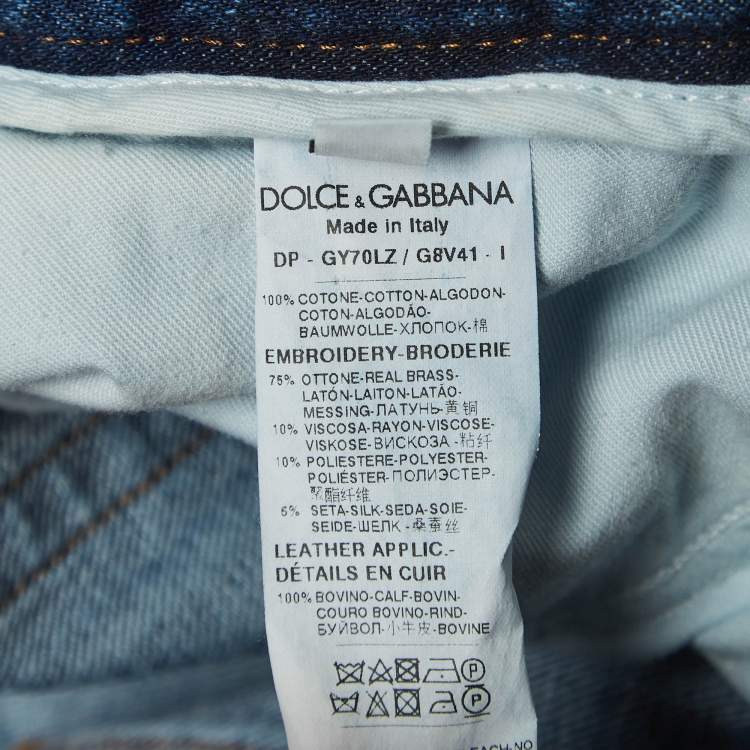 DOLCE & GABBANA
Made in Italy
DP - GY70LZ / G8V41 - I
100% COTONE-COTTON-ALGODON-
COTON-ALGODÃO-
BAUMWOLLE-ХЛОПОК-棉
EMBROIDERY-BRODERIE
75% OTTONE-REAL BRASS-
LATÓN-LAITON-LATÃO-
MESSING-ЛАТУНЬ-黄铜
10% VISCOSA-RAYON-VISCOSE-
VISKOSE-ВИСКОЗА-粘纤
10% POLIESTERE-POLYESTER-
POLIÉSTER-ПОЛИЭСТЕР-
聚酯纤维
5% SETA-SILK-SEDA-SOIE-
SEIDE-ШЕЛК-桑蚕丝
LEATHER APPLIC.-
DÉTAILS EN CUIR
100% BOVINO-CALF-BOVIN-
COURO BOVINO-RIND-
БУЙВОЛ-小牛皮-BOVINE
P
P
EACH-NO